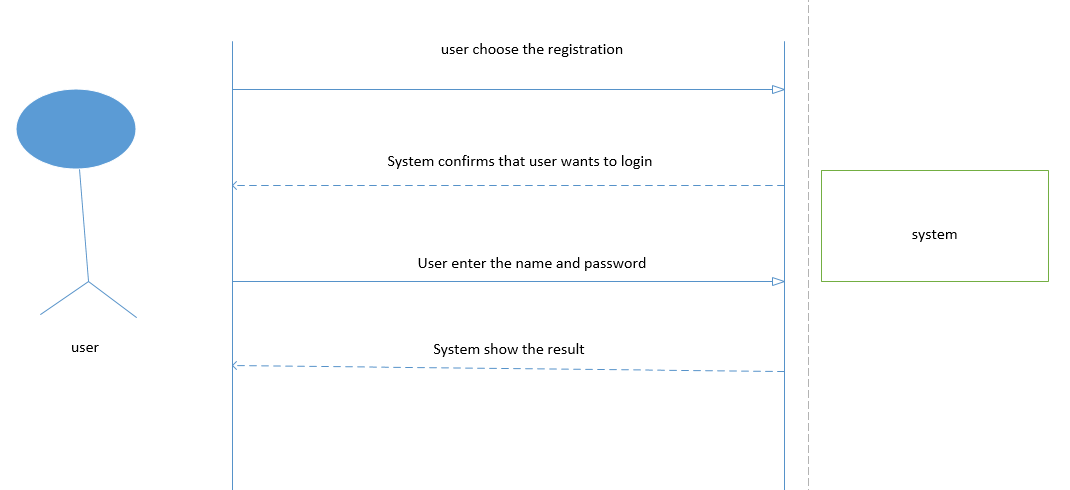 user choose the registration
System confirms that user wants to login
system
User enter the name and password
user
System show the result